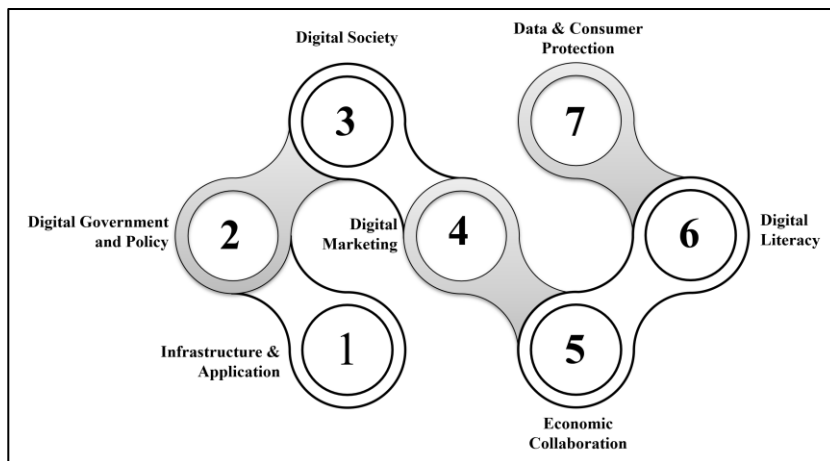 Digital Society
Data & Consumer
Protection
3
7
Digital Government
and Policy
2
Digital
Marketing
4
6
Digital
Literacy
Infrastructure &
Application
1
5
Economic
Collaboration